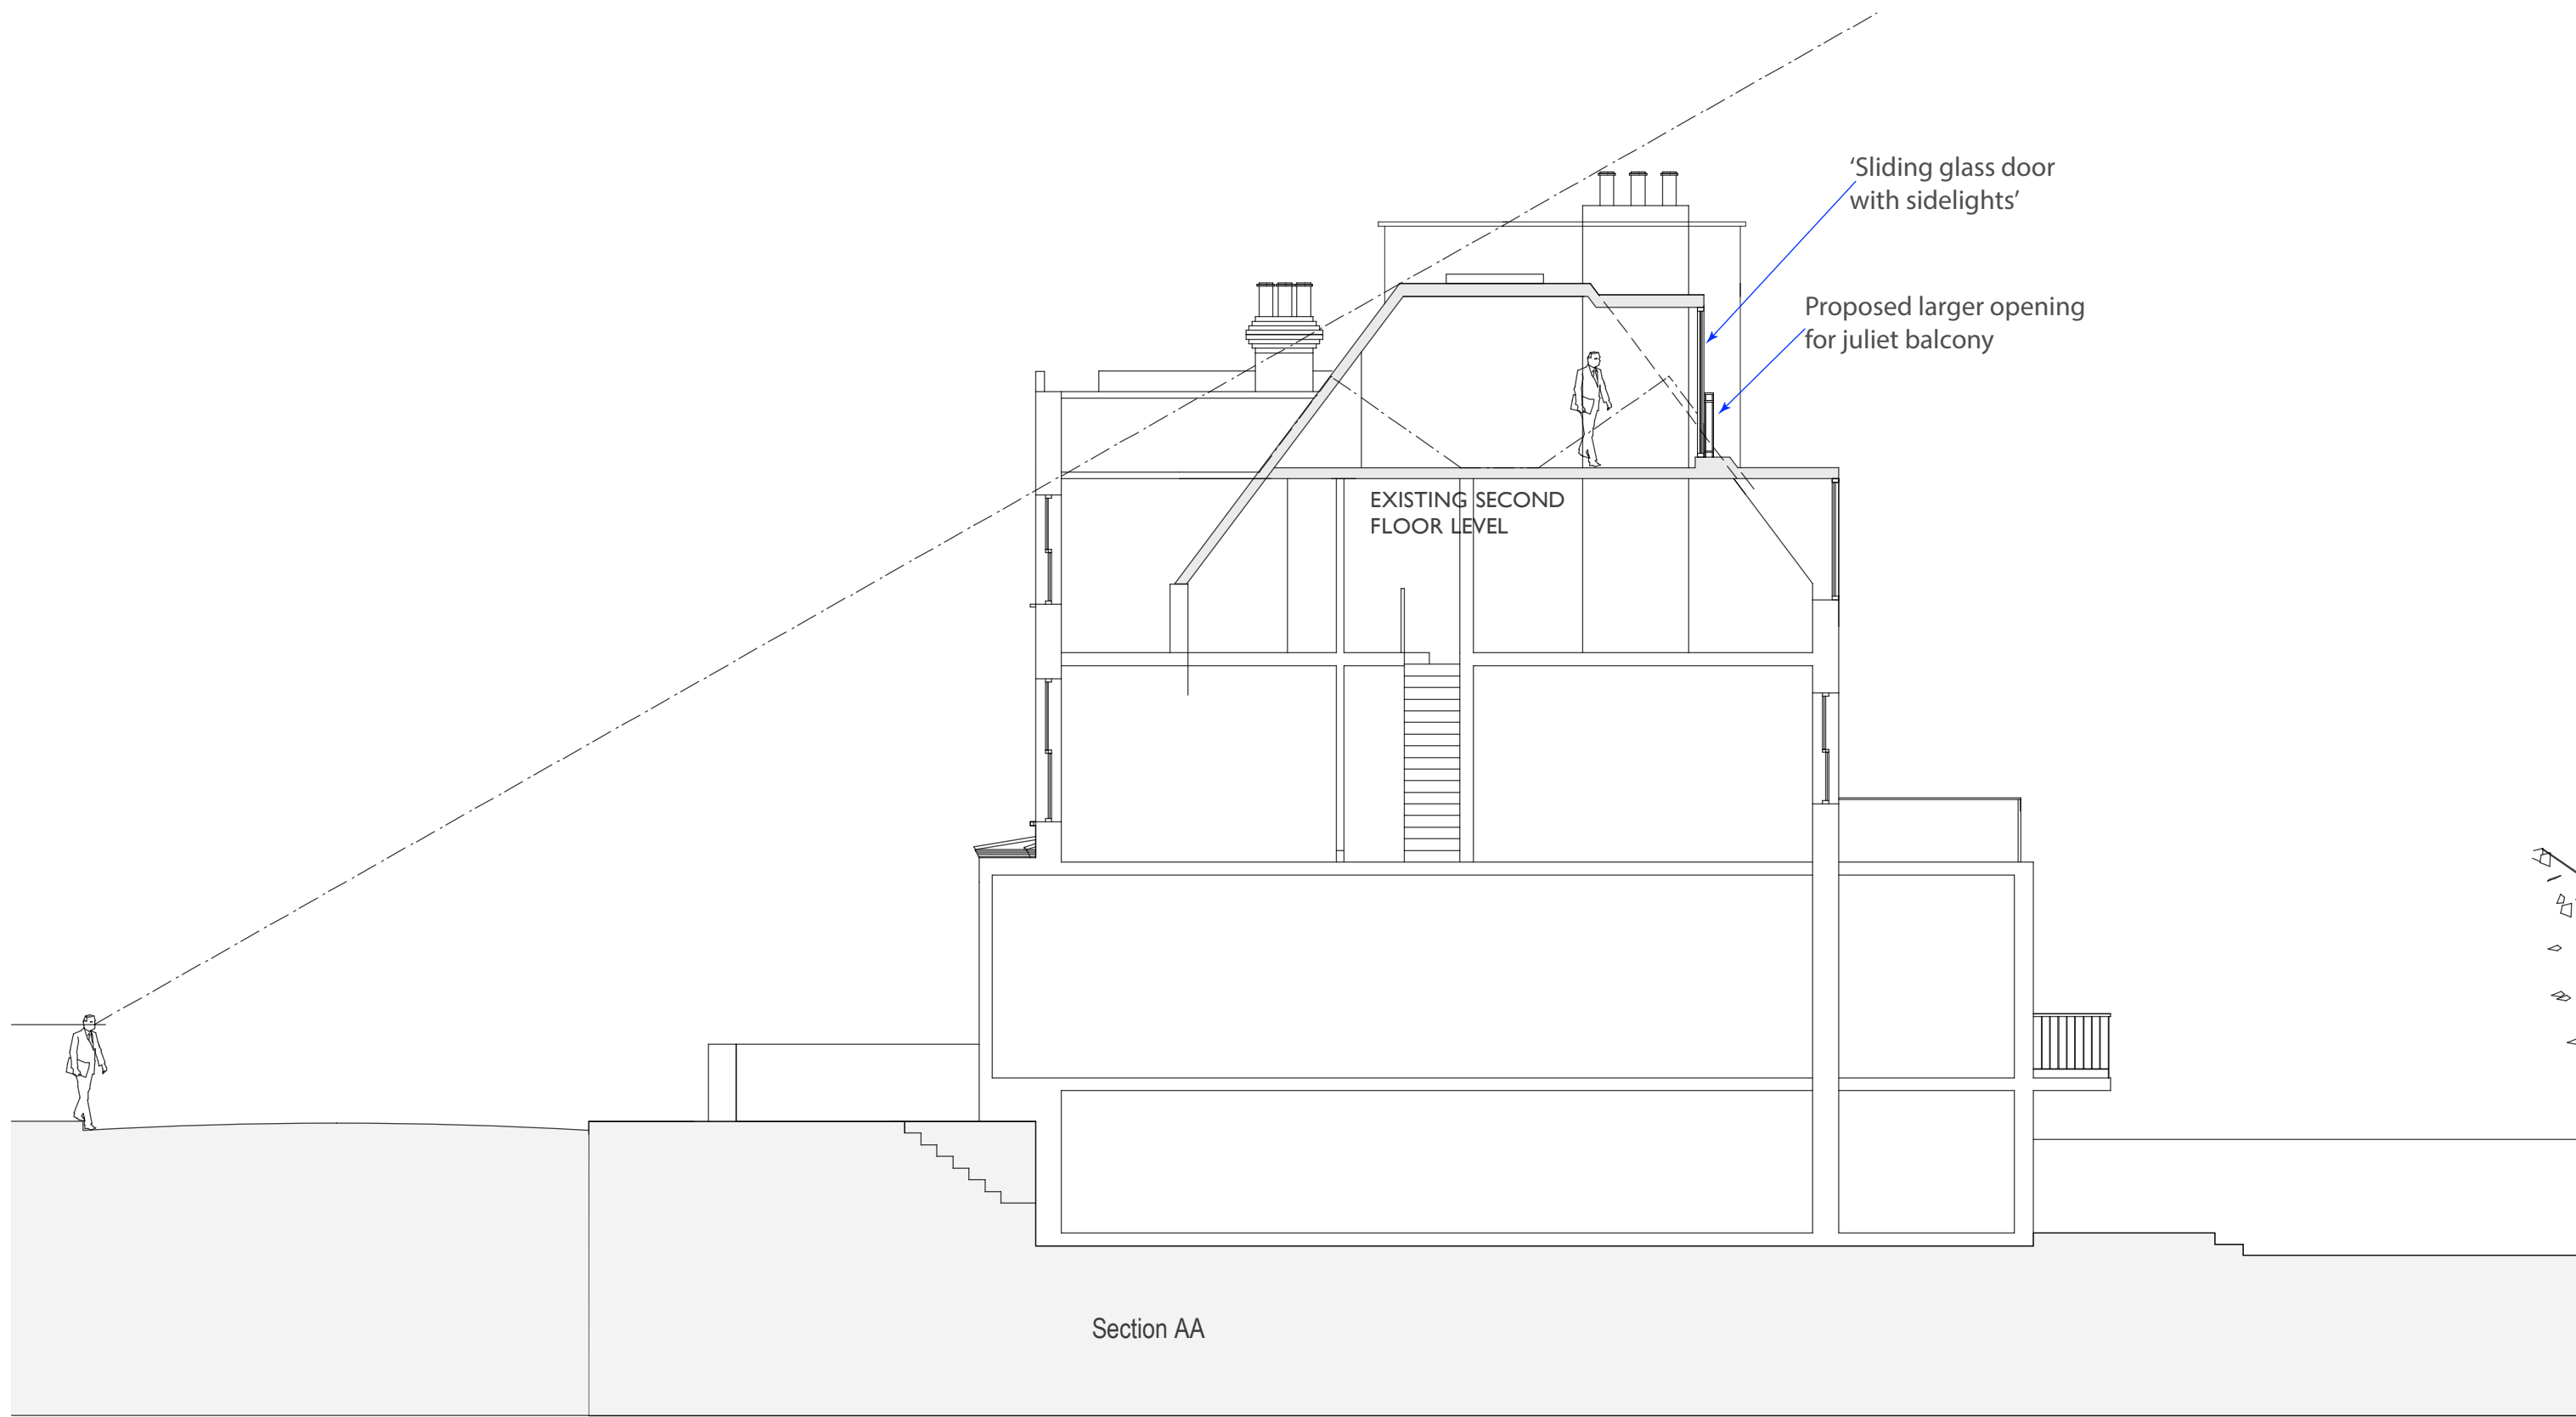 ‘Sliding glass door
with sidelights’
Proposed larger opening
for juliet balcony
EXISTING SECOND
FLOOR LEVEL
Section AA